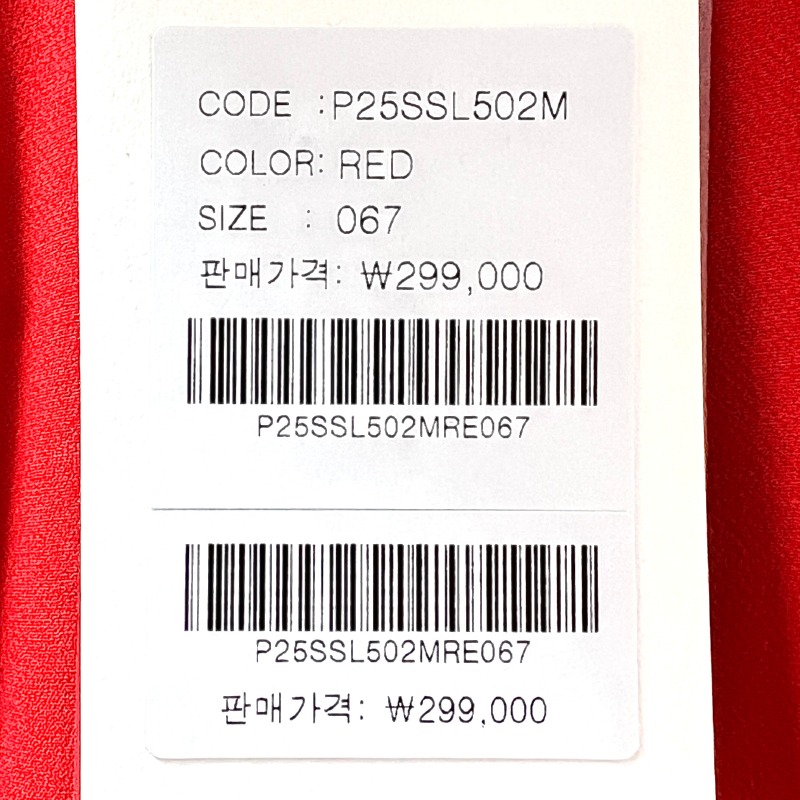 CODE :P25SSL502M
COLOR: RED
SIZE : 067
판매가격: ₩299,000
P25SSL502MRE067
P25SSL502MRE067
판매가격: ₩299,000